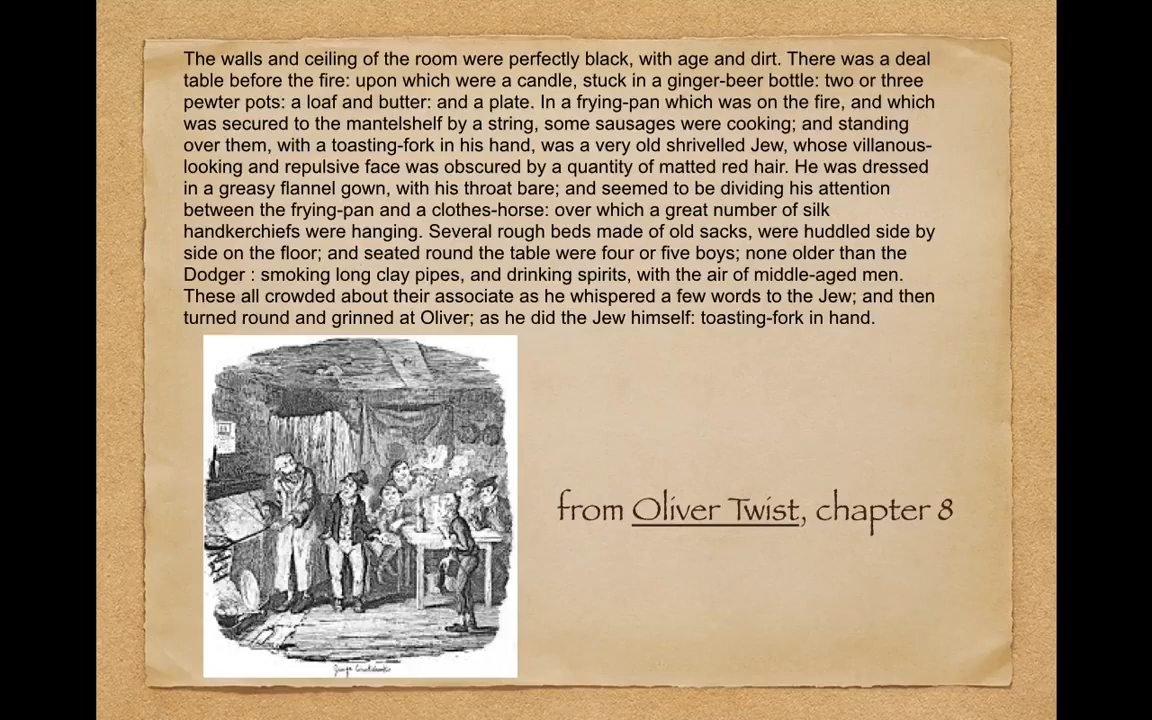 The walls and ceiling of the room were perfectly black, with age and dirt. There was a deal
table before the fire: upon which were a candle, stuck in a ginger-beer bottle: two or three
pewter pots: a loaf and butter: and a plate. In a frying-pan which was on the fire, and which
was secured to the mantelshelf by a string, some sausages were cooking; and standing
over them, with a toasting-fork in his hand, was a very old shrivelled Jew, whose villanous-
looking and repulsive face was obscured by a quantity of matted red hair. He was dressed
in a greasy flannel gown, with his throat bare; and seemed to be dividing his attention
between the frying-pan and a clothes-horse: over which a great number of silk
handkerchiefs were hanging. Several rough beds made of old sacks, were huddled side by
side on the floor; and seated round the table were four or five boys; none older than the
Dodger : smoking long clay pipes, and drinking spirits, with the air of middle-aged men.
These all crowded about their associate as he whispered a few words to the Jew; and then
turned round and grinned at Oliver; as he did the Jew himself: toasting-fork in hand.
from Oliver Twist, chapter 8
George Cruikshank